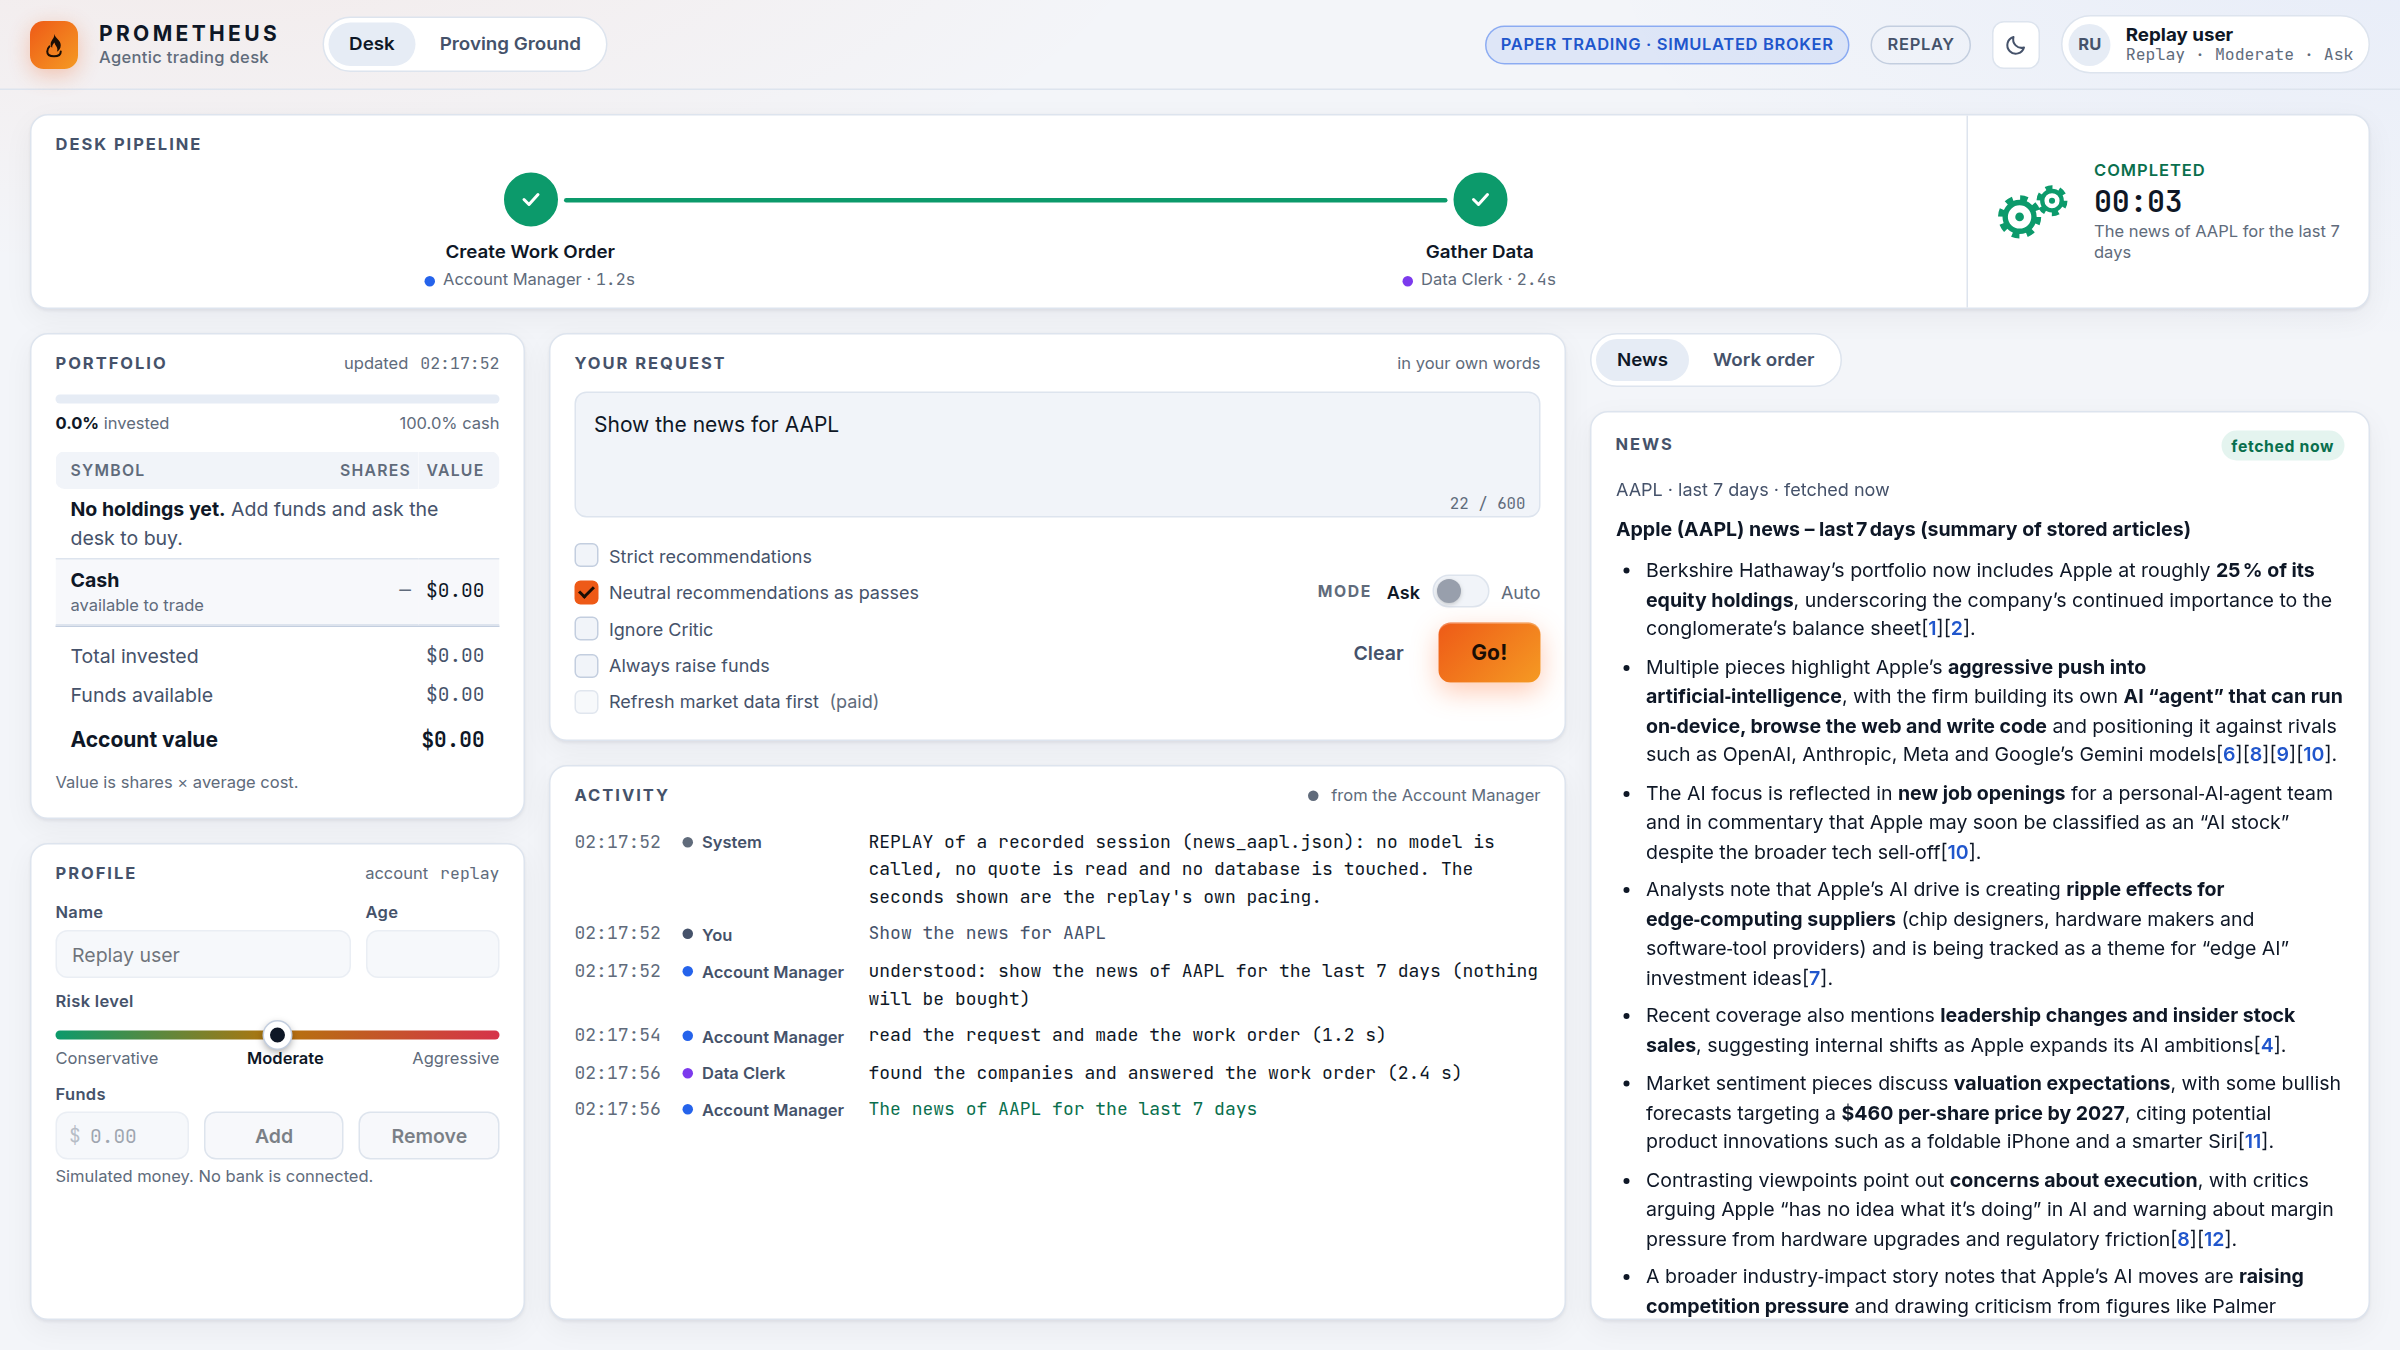 PROMETHEUS
Agentic trading desk
Desk
Proving Ground
PAPER TRADING · SIMULATED BROKER
REPLAY
RU
Replay user
Replay · Moderate · Ask
DESK PIPELINE
Create Work Order
Account Manager · 1.2s
Gather Data
Data Clerk · 2.4s
COMPLETED
00:03
The news of AAPL for the last 7
days
PORTFOLIO
updated 02:17:52
0.0% invested
100.0% cash
SYMBOL SHARES VALUE
No holdings yet. Add funds and ask the
desk to buy.
Cash
available to trade
— $0.00
Total invested $0.00
Funds available $0.00
Account value $0.00
Value is shares × average cost.
PROFILE
account replay
Name
Age
Replay user
Risk level
Conservative
Moderate
Aggressive
Funds
$ 0.00
Add
Remove
Simulated money. No bank is connected.
YOUR REQUEST
in your own words
Show the news for AAPL
22 / 600
Strict recommendations
Neutral recommendations as passes
Ignore Critic
Always raise funds
Refresh market data first (paid)
MODE Ask Auto
Clear
Go!
ACTIVITY
from the Account Manager
02:17:52 System REPLAY of a recorded session (news_aapl.json): no model is
called, no quote is read and no database is touched. The
seconds shown are the replay's own pacing.
02:17:52 You Show the news for AAPL
02:17:52 Account Manager understood: show the news of AAPL for the last 7 days (nothing
will be bought)
02:17:54 Account Manager read the request and made the work order (1.2 s)
02:17:56 Data Clerk found the companies and answered the work order (2.4 s)
02:17:56 Account Manager The news of AAPL for the last 7 days
News
Work order
NEWS
fetched now
AAPL · last 7 days · fetched now
Apple (AAPL) news – last 7 days (summary of stored articles)
• Berkshire Hathaway’s portfolio now includes Apple at roughly 25 % of its
equity holdings, underscoring the company’s continued importance to the
conglomerate’s balance sheet[1][2].
• Multiple pieces highlight Apple’s aggressive push into
artificial-intelligence, with the firm building its own AI “agent” that can run
on-device, browse the web and write code and positioning it against rivals
such as OpenAI, Anthropic, Meta and Google’s Gemini models[6][8][9][10].
• The AI focus is reflected in new job openings for a personal-AI-agent team
and in commentary that Apple may soon be classified as an “AI stock”
despite the broader tech sell-off[10].
• Analysts note that Apple’s AI drive is creating ripple effects for
edge-computing suppliers (chip designers, hardware makers and
software-tool providers) and is being tracked as a theme for “edge AI”
investment ideas[7].
• Recent coverage also mentions leadership changes and insider stock
sales, suggesting internal shifts as Apple expands its AI ambitions[4].
• Market sentiment pieces discuss valuation expectations, with some bullish
forecasts targeting a $460 per-share price by 2027, citing potential
product innovations such as a foldable iPhone and a smarter Siri[11].
• Contrasting viewpoints point out concerns about execution, with critics
arguing Apple “has no idea what it’s doing” in AI and warning about margin
pressure from hardware upgrades and regulatory friction[8][12].
• A broader industry-impact story notes that Apple’s AI moves are raising
competition pressure and drawing criticism from figures like Palmer